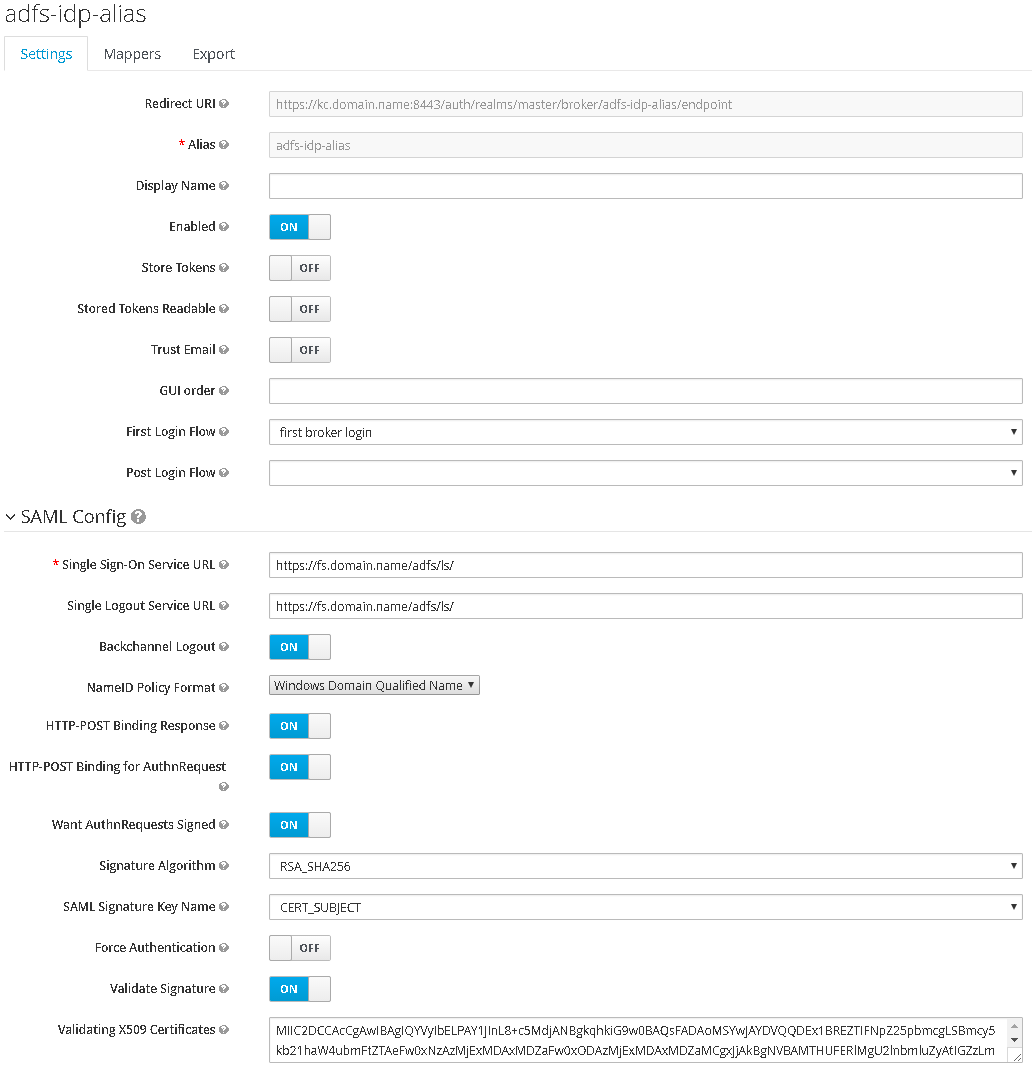 adfs-idp-alias
Settings Mappers Export
Redirect URI https://kc.domain.name:8443/auth/realms/master/broker/adfs-idp-alias/endpoint
* Alias adfs-idp-alias
Display Name
Enabled ON
Store Tokens OFF
Stored Tokens Readable OFF
Trust Email OFF
GUI order
First Login Flow first broker login
Post Login Flow
SAML Config
* Single Sign-On Service URL https://fs.domain.name/adfs/ls/
Single Logout Service URL https://fs.domain.name/adfs/ls/
Backchannel Logout ON
NameID Policy Format Windows Domain Qualified Name
HTTP-POST Binding Response ON
HTTP-POST Binding for AuthnRequest ON
Want AuthnRequests Signed ON
Signature Algorithm RSA_SHA256
SAML Signature Key Name CERT_SUBJECT
Force Authentication OFF
Validate Signature ON
Validating X509 Certificates